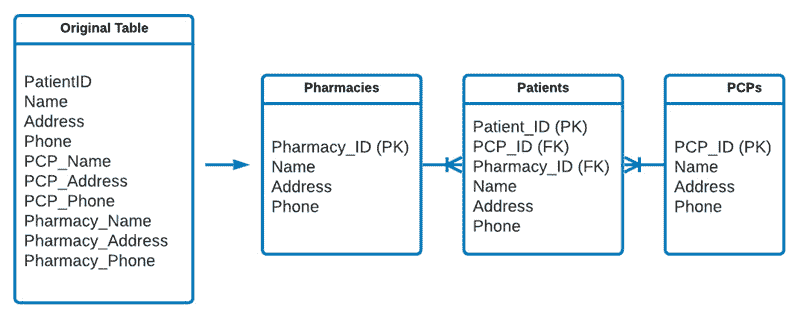 Original Table
PatientID
Name
Address
Phone
PCP_Name
PCP_Address
PCP_Phone
Pharmacy_Name
Pharmacy_Address
Pharmacy_Phone
Pharmacies
Pharmacy_ID (PK)
Name
Address
Phone
Patients
Patient_ID (PK)
PCP_ID (FK)
Pharmacy_ID (FK)
Name
Address
Phone
PCPs
PCP_ID (PK)
Name
Address
Phone